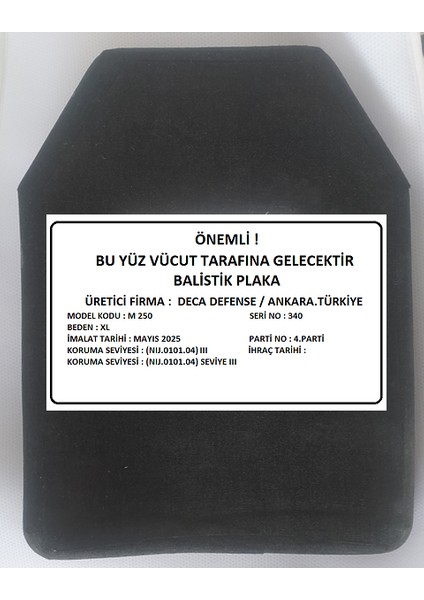 ÖNEMLİ !
BU YÜZ VÜCUT TARAFINA GELECEKTİR
BALİSTİK PLAKA
ÜRETİCİ FİRMA : DECA DEFENSE / ANKARA.TÜRKİYE
MODEL KODU : M 250 SERİ NO : 340
BEDEN : XL
İMALAT TARİHİ : MAYIS 2025 PARTİ NO : 4.PARTİ
KORUMA SEVİYESİ : (NIJ.0101.04) III İHRAÇ TARİHİ :
KORUMA SEVİYESİ : (NIJ.0101.04) SEVİYE III